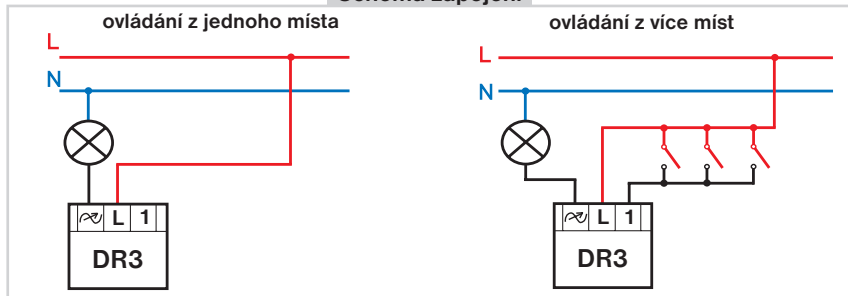 ovládání z jednoho místa
L
N
L 1
DR3
ovládání z více míst
L
N
L 1
DR3